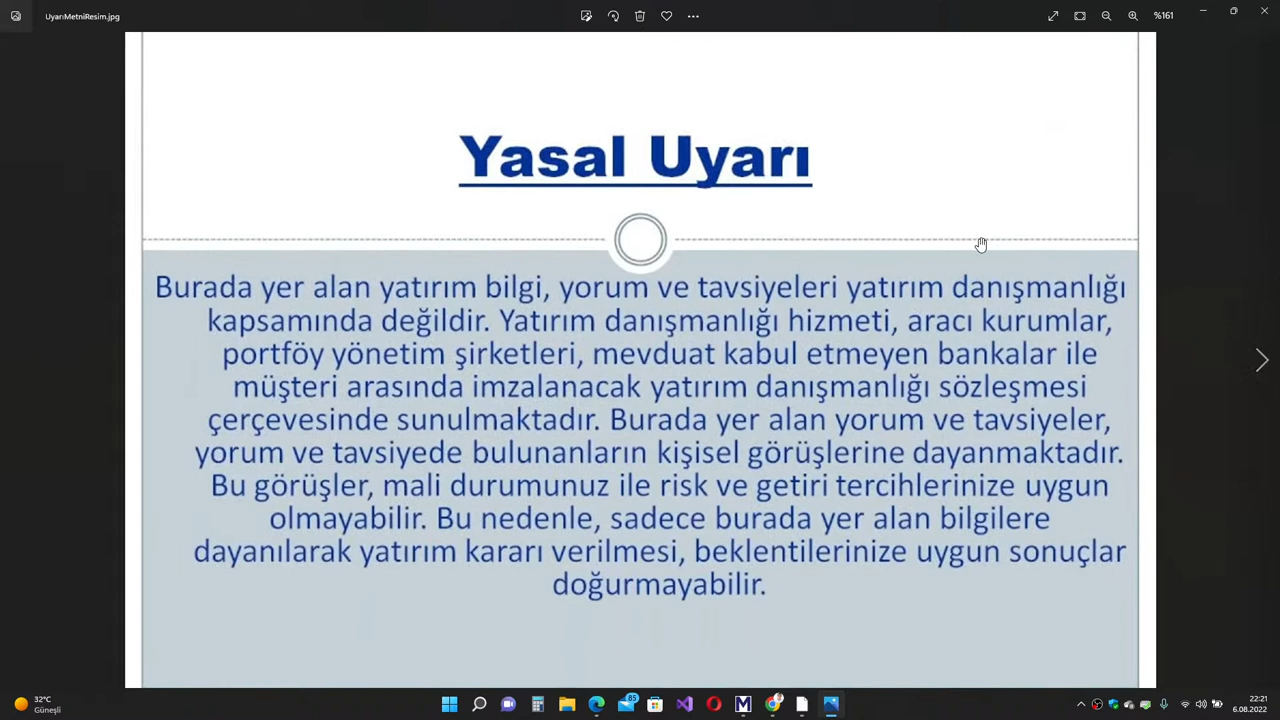 UyarıMetniResim.jpg
%161
Yasal Uyarı
Burada yer alan yatırım bilgi, yorum ve tavsiyeleri yatırım danışmanlığı
kapsamında değildir. Yatırım danışmanlığı hizmeti, aracı kurumlar,
portföy yönetim şirketleri, mevduat kabul etmeyen bankalar ile
müşteri arasında imzalanacak yatırım danışmanlığı sözleşmesi
çerçevesinde sunulmaktadır. Burada yer alan yorum ve tavsiyeler,
yorum ve tavsiyede bulunanların kişisel görüşlerine dayanmaktadır.
Bu görüşler, mali durumunuz ile risk ve getiri tercihlerinize uygun
olmayabilir. Bu nedenle, sadece burada yer alan bilgilere
dayanılarak yatırım kararı verilmesi, beklentilerinize uygun sonuçlar
doğurmayabilir.
32°C
Güneşli
85
22:21
6.08.2022